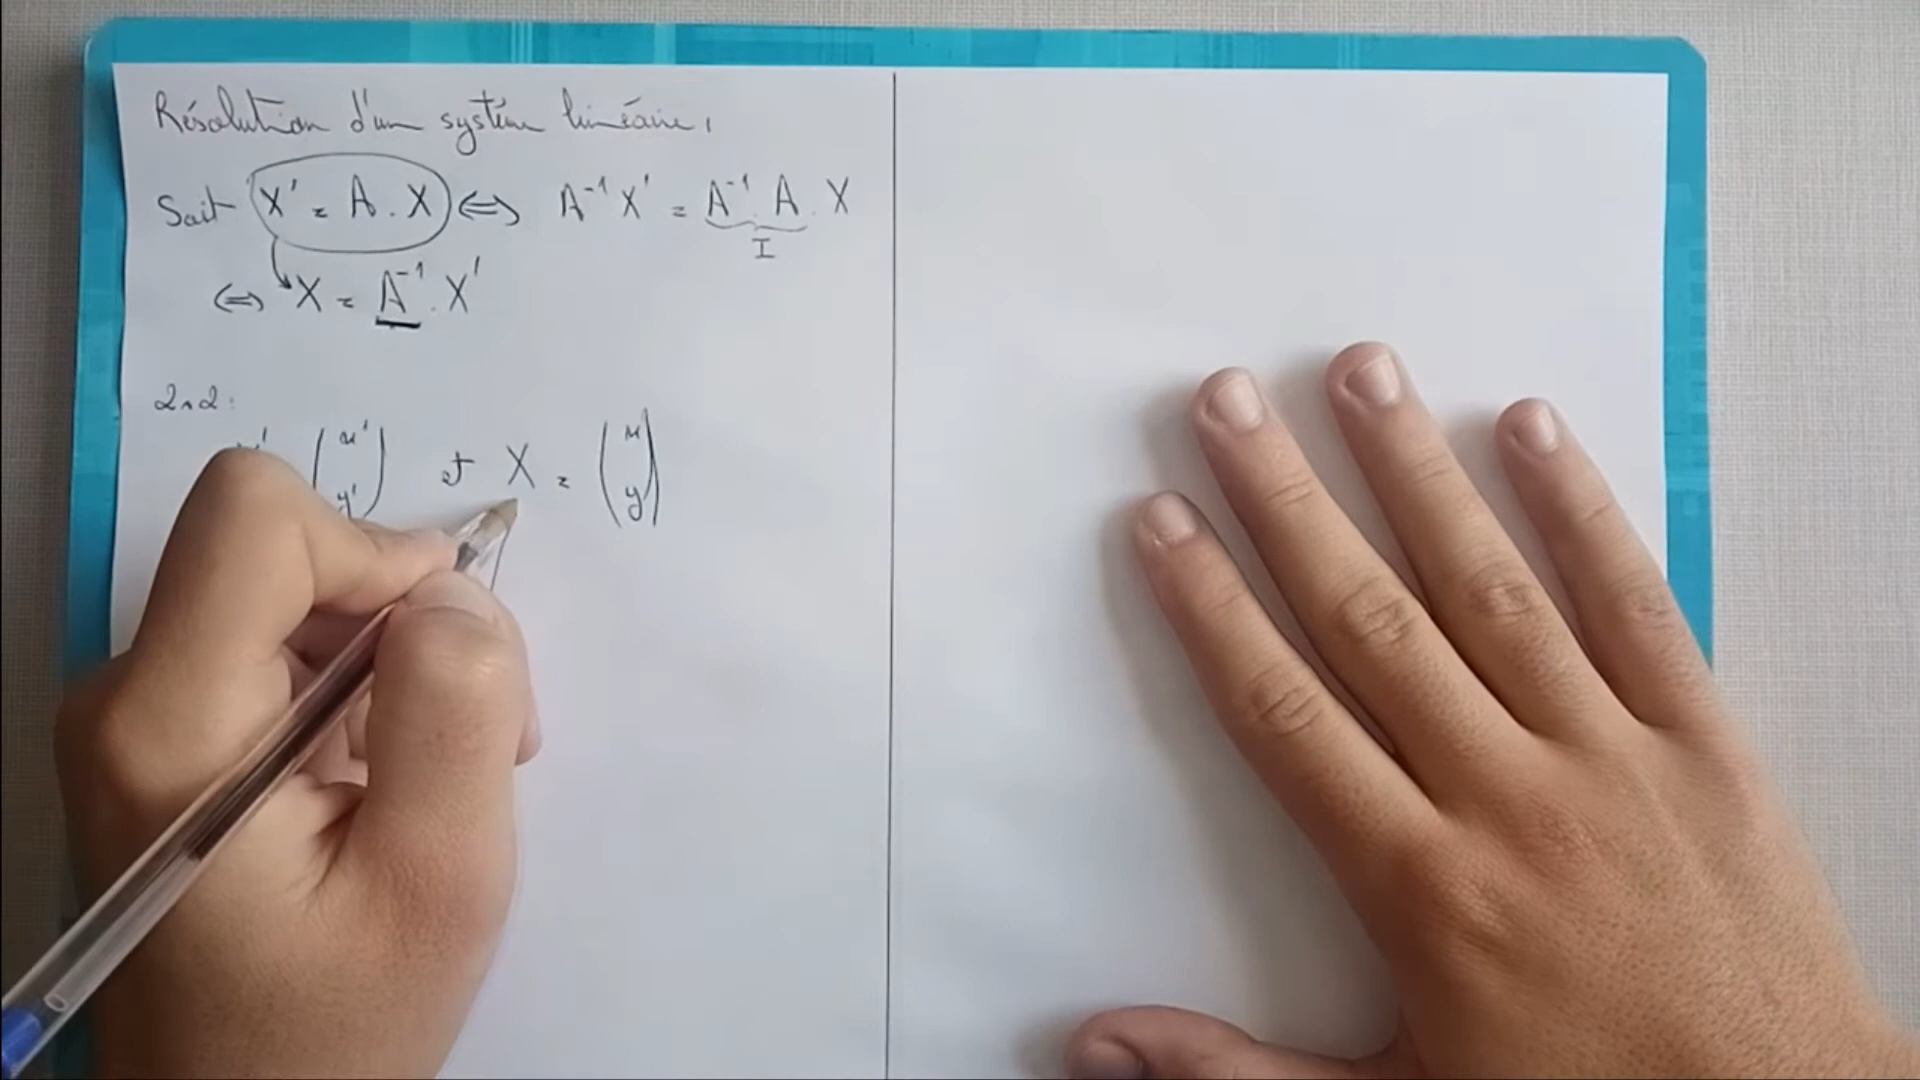 Résolution d'un système linéaire,
Soit X' = A . X ⇔ A⁻¹ X' = A⁻¹ . A . X
I
⇔ X = A⁻¹ . X'
2x2:
X' (x' y') et X = (x y)